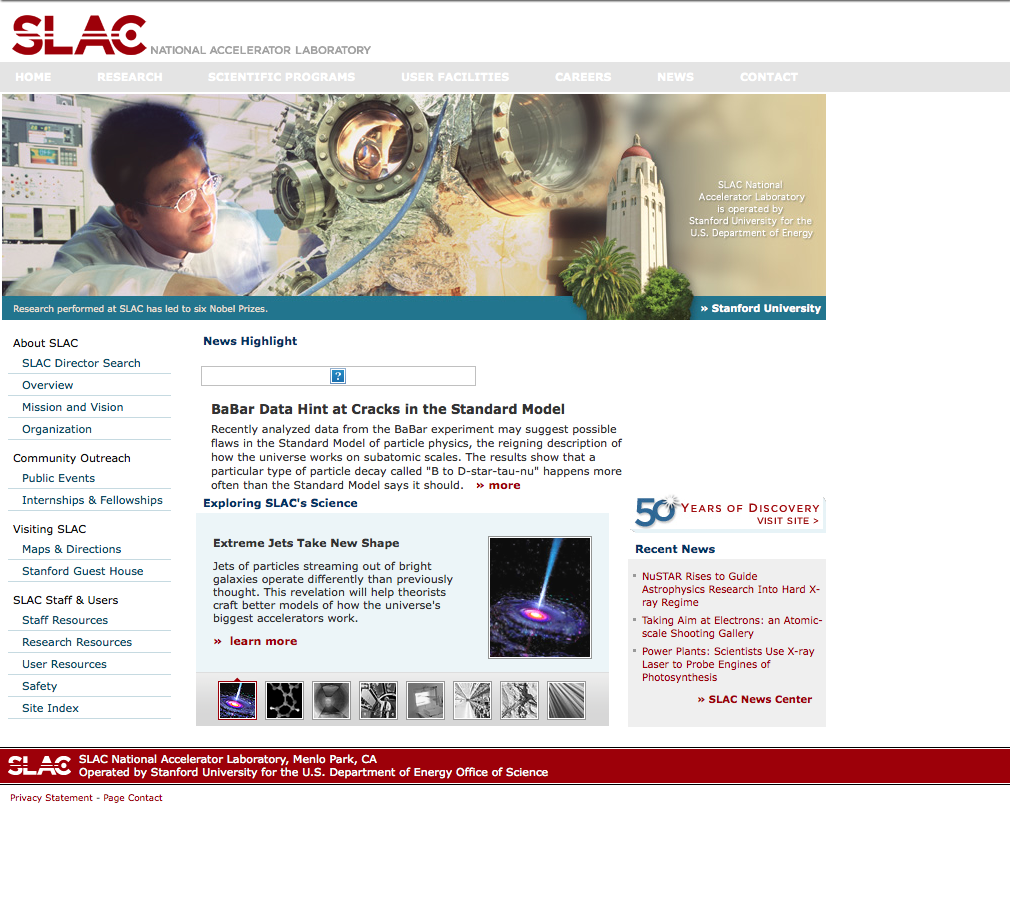 SLAC NATIONAL ACCELERATOR LABORATORY
HOME RESEARCH SCIENTIFIC PROGRAMS USER FACILITIES CAREERS NEWS CONTACT
SLAC National
Accelerator Laboratory
is operated by
Stanford University for the
U.S. Department of Energy
Research performed at SLAC has led to six Nobel Prizes.
» Stanford University
About SLAC
SLAC Director Search
Overview
Mission and Vision
Organization
Community Outreach
Public Events
Internships & Fellowships
Visiting SLAC
Maps & Directions
Stanford Guest House
SLAC Staff & Users
Staff Resources
Research Resources
User Resources
Safety
Site Index
News Highlight
?
BaBar Data Hint at Cracks in the Standard Model
Recently analyzed data from the BaBar experiment may suggest possible
flaws in the Standard Model of particle physics, the reigning description of
how the universe works on subatomic scales. The results show that a
particular type of particle decay called "B to D-star-tau-nu" happens more
often than the Standard Model says it should. » more
Exploring SLAC's Science
Extreme Jets Take New Shape
Jets of particles streaming out of bright
galaxies operate differently than previously
thought. This revelation will help theorists
craft better models of how the universe's
biggest accelerators work.
» learn more
50 YEARS OF DISCOVERY
VISIT SITE >
Recent News
NuSTAR Rises to Guide
Astrophysics Research Into Hard X-
ray Regime
Taking Aim at Electrons: an Atomic-
scale Shooting Gallery
Power Plants: Scientists Use X-ray
Laser to Probe Engines of
Photosynthesis
» SLAC News Center
SLAC
SLAC National Accelerator Laboratory, Menlo Park, CA
Operated by Stanford University for the U.S. Department of Energy Office of Science
Privacy Statement - Page Contact